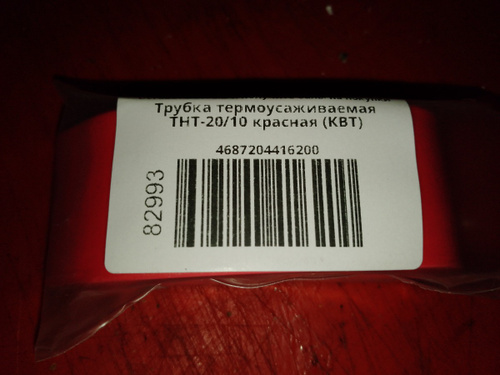 Трубка термоусаживаемая
ТНТ-20/10 красная (КВТ)
4687204416200
82993